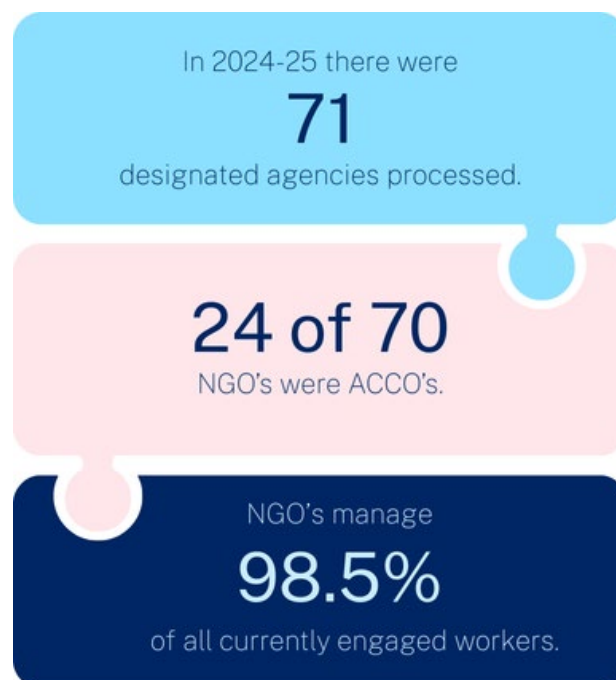 In 2024-25 there were
71
designated agencies processed.
24 of 70
NGO's were ACCO's.
NGO's manage
98.5%
of all currently engaged workers.